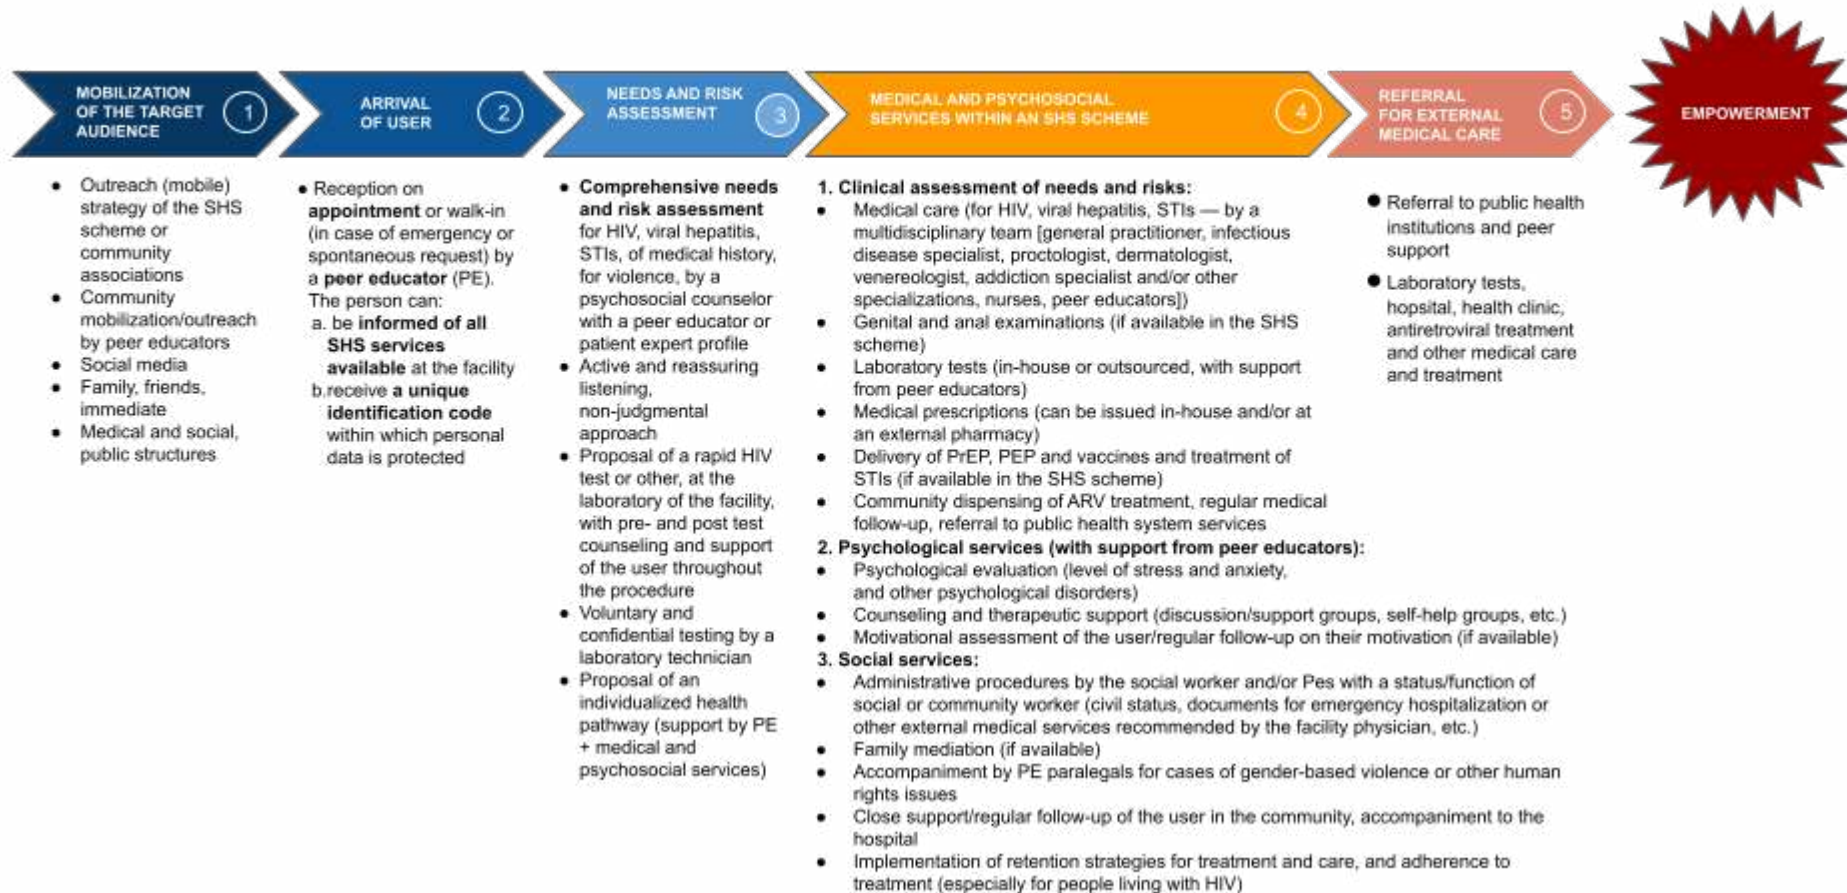 MOBILIZATION
OF THE TARGET
AUDIENCE
1
ARRIVAL
OF USER
2
NEEDS AND RISK
ASSESSMENT
3
MEDICAL AND PSYCHOSOCIAL
SERVICES WITHIN AN SHS SCHEME
4
REFERRAL
FOR EXTERNAL
MEDICAL CARE
5
EMPOWERMENT
● Outreach (mobile)
strategy of the SHS
scheme or
community
associations
● Community
mobilization/outreach
by peer educators
● Social media
● Family, friends,
immediate
● Medical and social,
public structures
● Reception on
appointment or walk-in
(in case of emergency or
spontaneous request) by
a peer educator (PE).
The person can:
a. be informed of all
SHS services
available at the facility
b.receive a unique
identification code
within which personal
data is protected
● Comprehensive needs
and risk assessment
for HIV, viral hepatitis,
STIs, of medical history,
for violence, by a
psychosocial counselor
with a peer educator or
patient expert profile
● Active and reassuring
listening,
non-judgmental
approach
● Proposal of a rapid HIV
test or other, at the
laboratory of the facility,
with pre- and post test
counseling and support
of the user throughout
the procedure
● Voluntary and
confidential testing by a
laboratory technician
● Proposal of an
individualized health
pathway (support by PE
+ medical and
psychosocial services)
1. Clinical assessment of needs and risks:
● Medical care (for HIV, viral hepatitis, STIs — by a
multidisciplinary team [general practitioner, infectious
disease specialist, proctologist, dermatologist,
venereologist, addiction specialist and/or other
specializations, nurses, peer educators])
● Genital and anal examinations (if available in the SHS
scheme)
● Laboratory tests (in-house or outsourced, with support
from peer educators)
● Medical prescriptions (can be issued in-house and/or at
an external pharmacy)
● Delivery of PrEP, PEP and vaccines and treatment of
STIs (if available in the SHS scheme)
● Community dispensing of ARV treatment, regular medical
follow-up, referral to public health system services
2. Psychological services (with support from peer educators):
● Psychological evaluation (level of stress and anxiety,
and other psychological disorders)
● Counseling and therapeutic support (discussion/support groups, self-help groups, etc.)
● Motivational assessment of the user/regular follow-up on their motivation (if available)
3. Social services:
● Administrative procedures by the social worker and/or Pes with a status/function of
social or community worker (civil status, documents for emergency hospitalization or
other external medical services recommended by the facility physician, etc.)
● Family mediation (if available)
● Accompaniment by PE paralegals for cases of gender-based violence or other human
rights issues
● Close support/regular follow-up of the user in the community, accompaniment to the
hospital
● Implementation of retention strategies for treatment and care, and adherence to
treatment (especially for people living with HIV)
● Referral to public health
institutions and peer
support
● Laboratory tests,
hopsital, health clinic,
antiretroviral treatment
and other medical care
and treatment